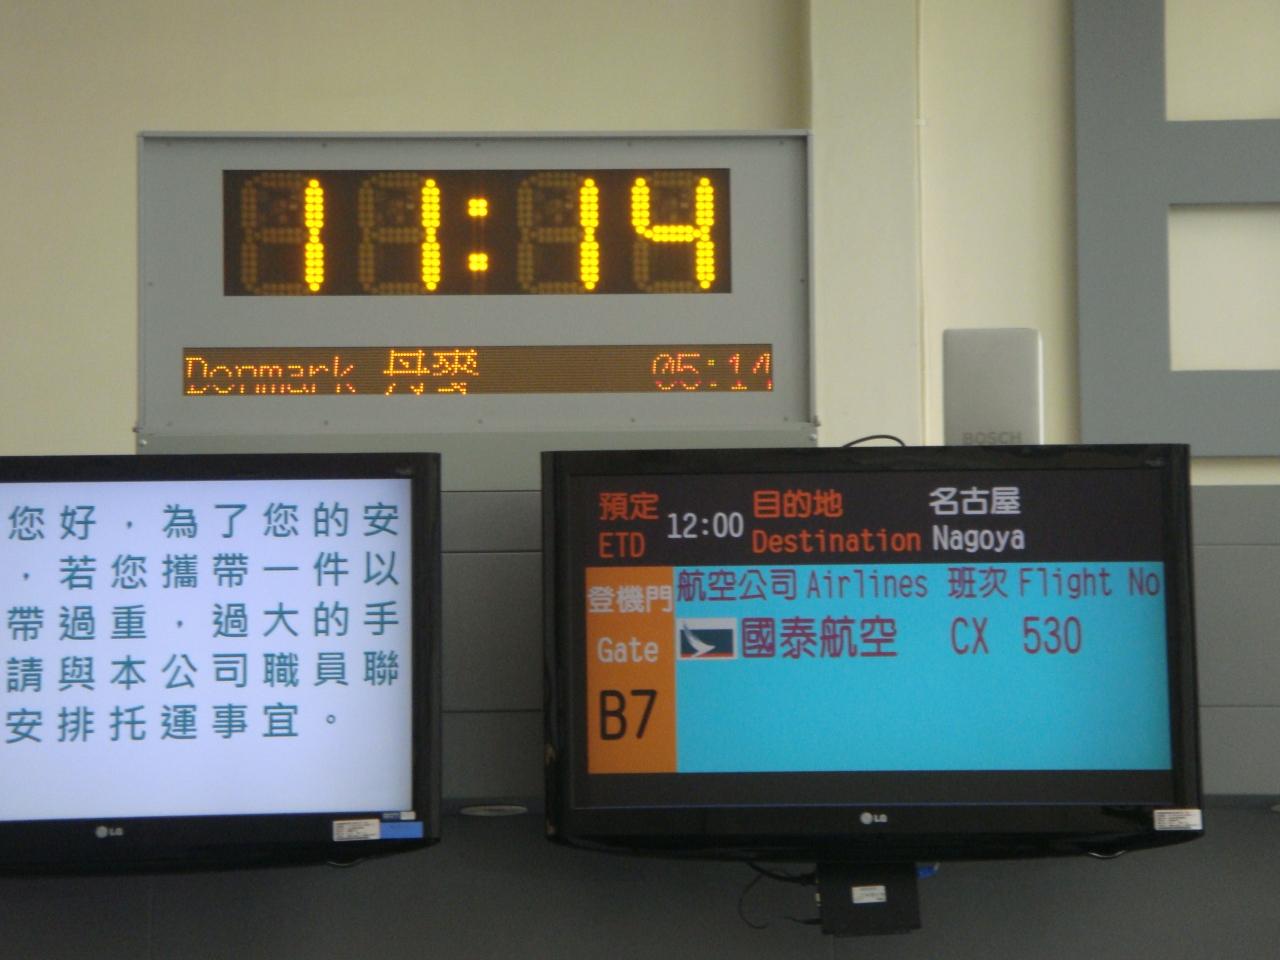 11:14
Denmark 丹麥 05:14
BOSCH
您好，為了您的安
，若您攜帶一件以
帶過重，過大的手
請與本公司職員聯
安排托運事宜。
LG
預定 12:00 目的地 名古屋
ETD Destination Nagoya
登機門 航空公司 Airlines 班次 Flight No
Gate 國泰航空 CX 530
B7
LG